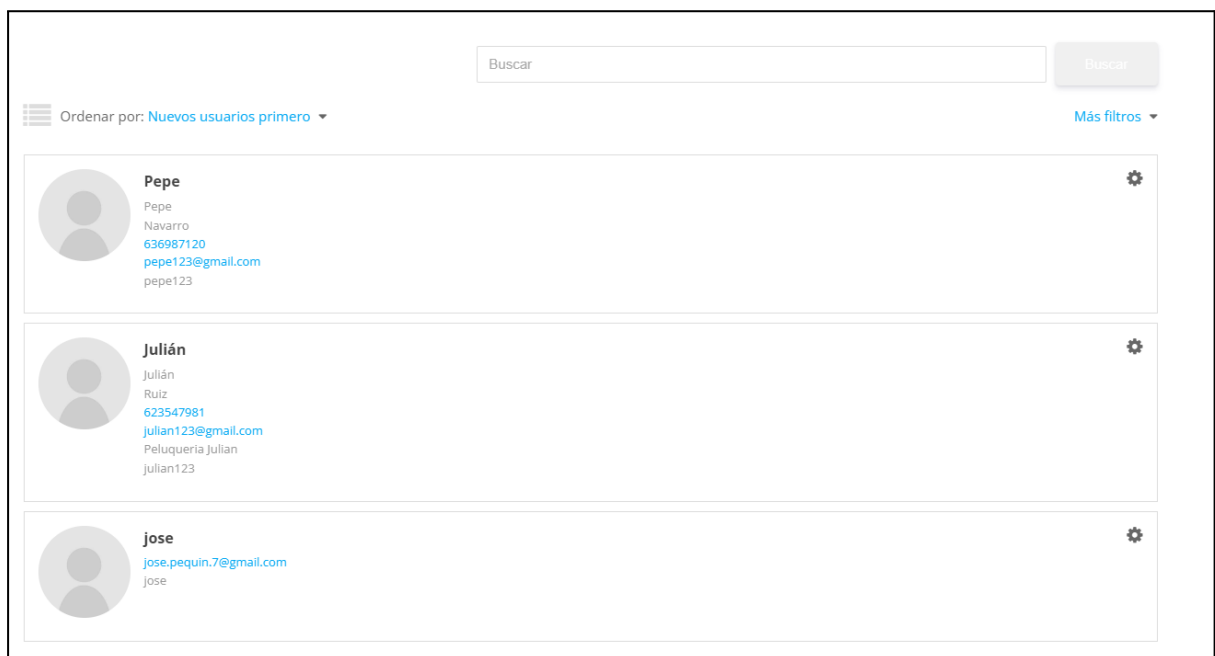 Buscar Buscar
Ordenar por: Nuevos usuarios primero Más filtros
Pepe
Pepe
Navarro
636987120
pepe123@gmail.com
pepe123
Julián
Julián
Ruiz
623547981
julian123@gmail.com
Peluqueria Julian
julian123
jose
jose.pequin.7@gmail.com
jose